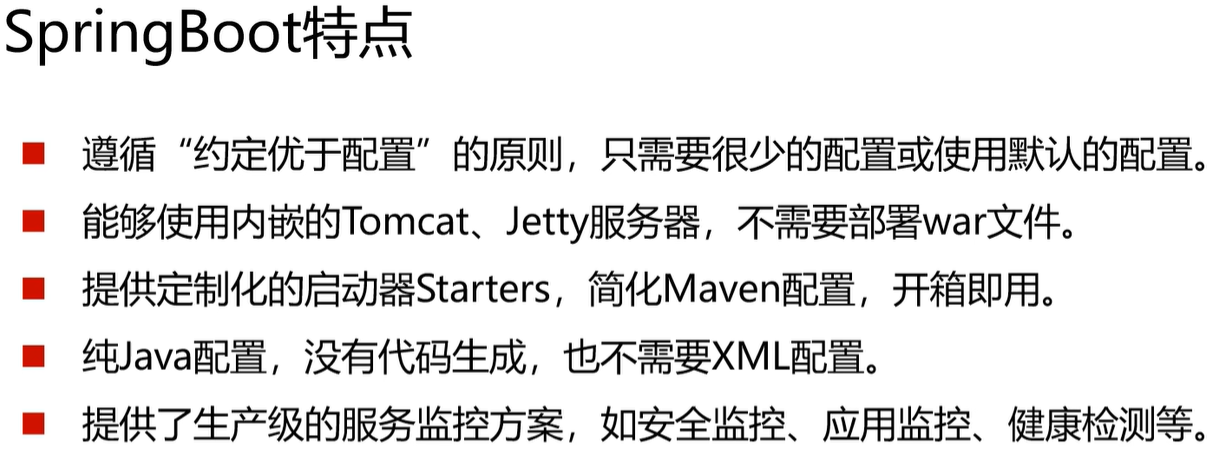 SpringBoot特点
遵循“约定优于配置”的原则，只需要很少的配置或使用默认的配置。
能够使用内嵌的Tomcat、Jetty服务器，不需要部署war文件。
提供定制化的启动器Starters，简化Maven配置，开箱即用。
纯Java配置，没有代码生成，也不需要XML配置。
提供了生产级的服务监控方案，如安全监控、应用监控、健康检测等。